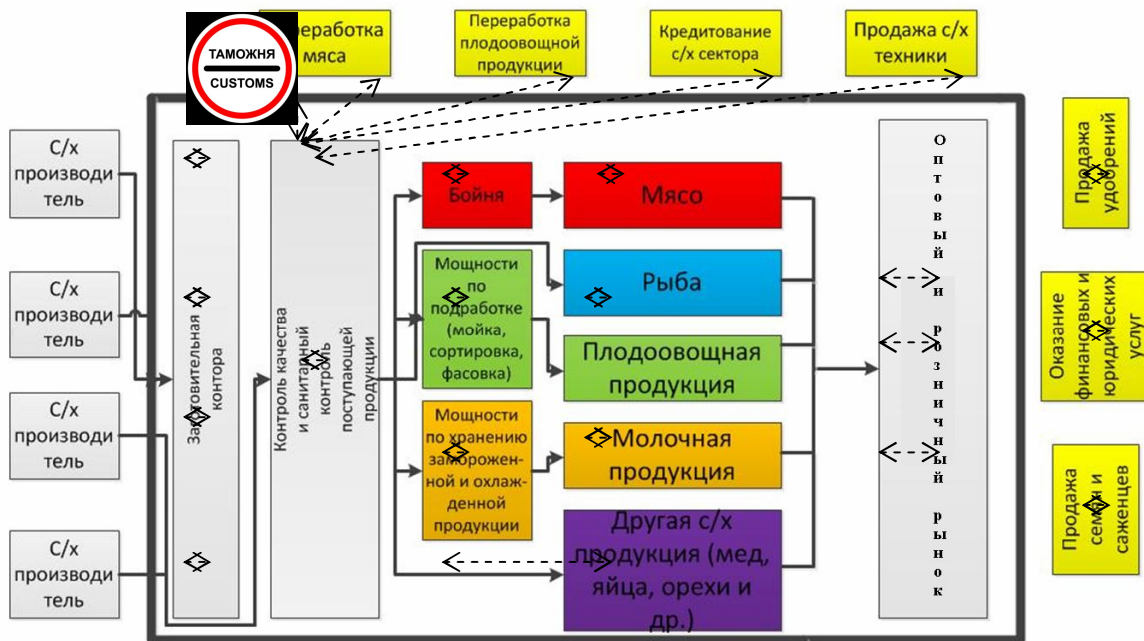 ТАМОЖНЯ
CUSTOMS
Переработка
мяса
Переработка
плодоовощной
продукции
Кредитование
с/х сектора
Продажа с/х
техники
С/х
производи
тель
С/х
производи
тель
С/х
производи
тель
С/х
производи
тель
Заготовительная
контора
Контроль качества
и санитарный
контроль
поступающей
продукции
Бойня
Мясо
Мощности
по
подработке
(мойка,
сортировка,
фасовка)
Рыба
Плодоовощная
продукция
Мощности
по хранению
заморожен-
ной и охлаж-
денной
продукции
Молочная
продукция
Другая с/х
продукция (мед,
яйца, орехи и
др.)
Оптовый и розничный рынок
Продажа
удобрений
Оказание
финансовых и
юридических
услуг
Продажа
семян и
саженцев